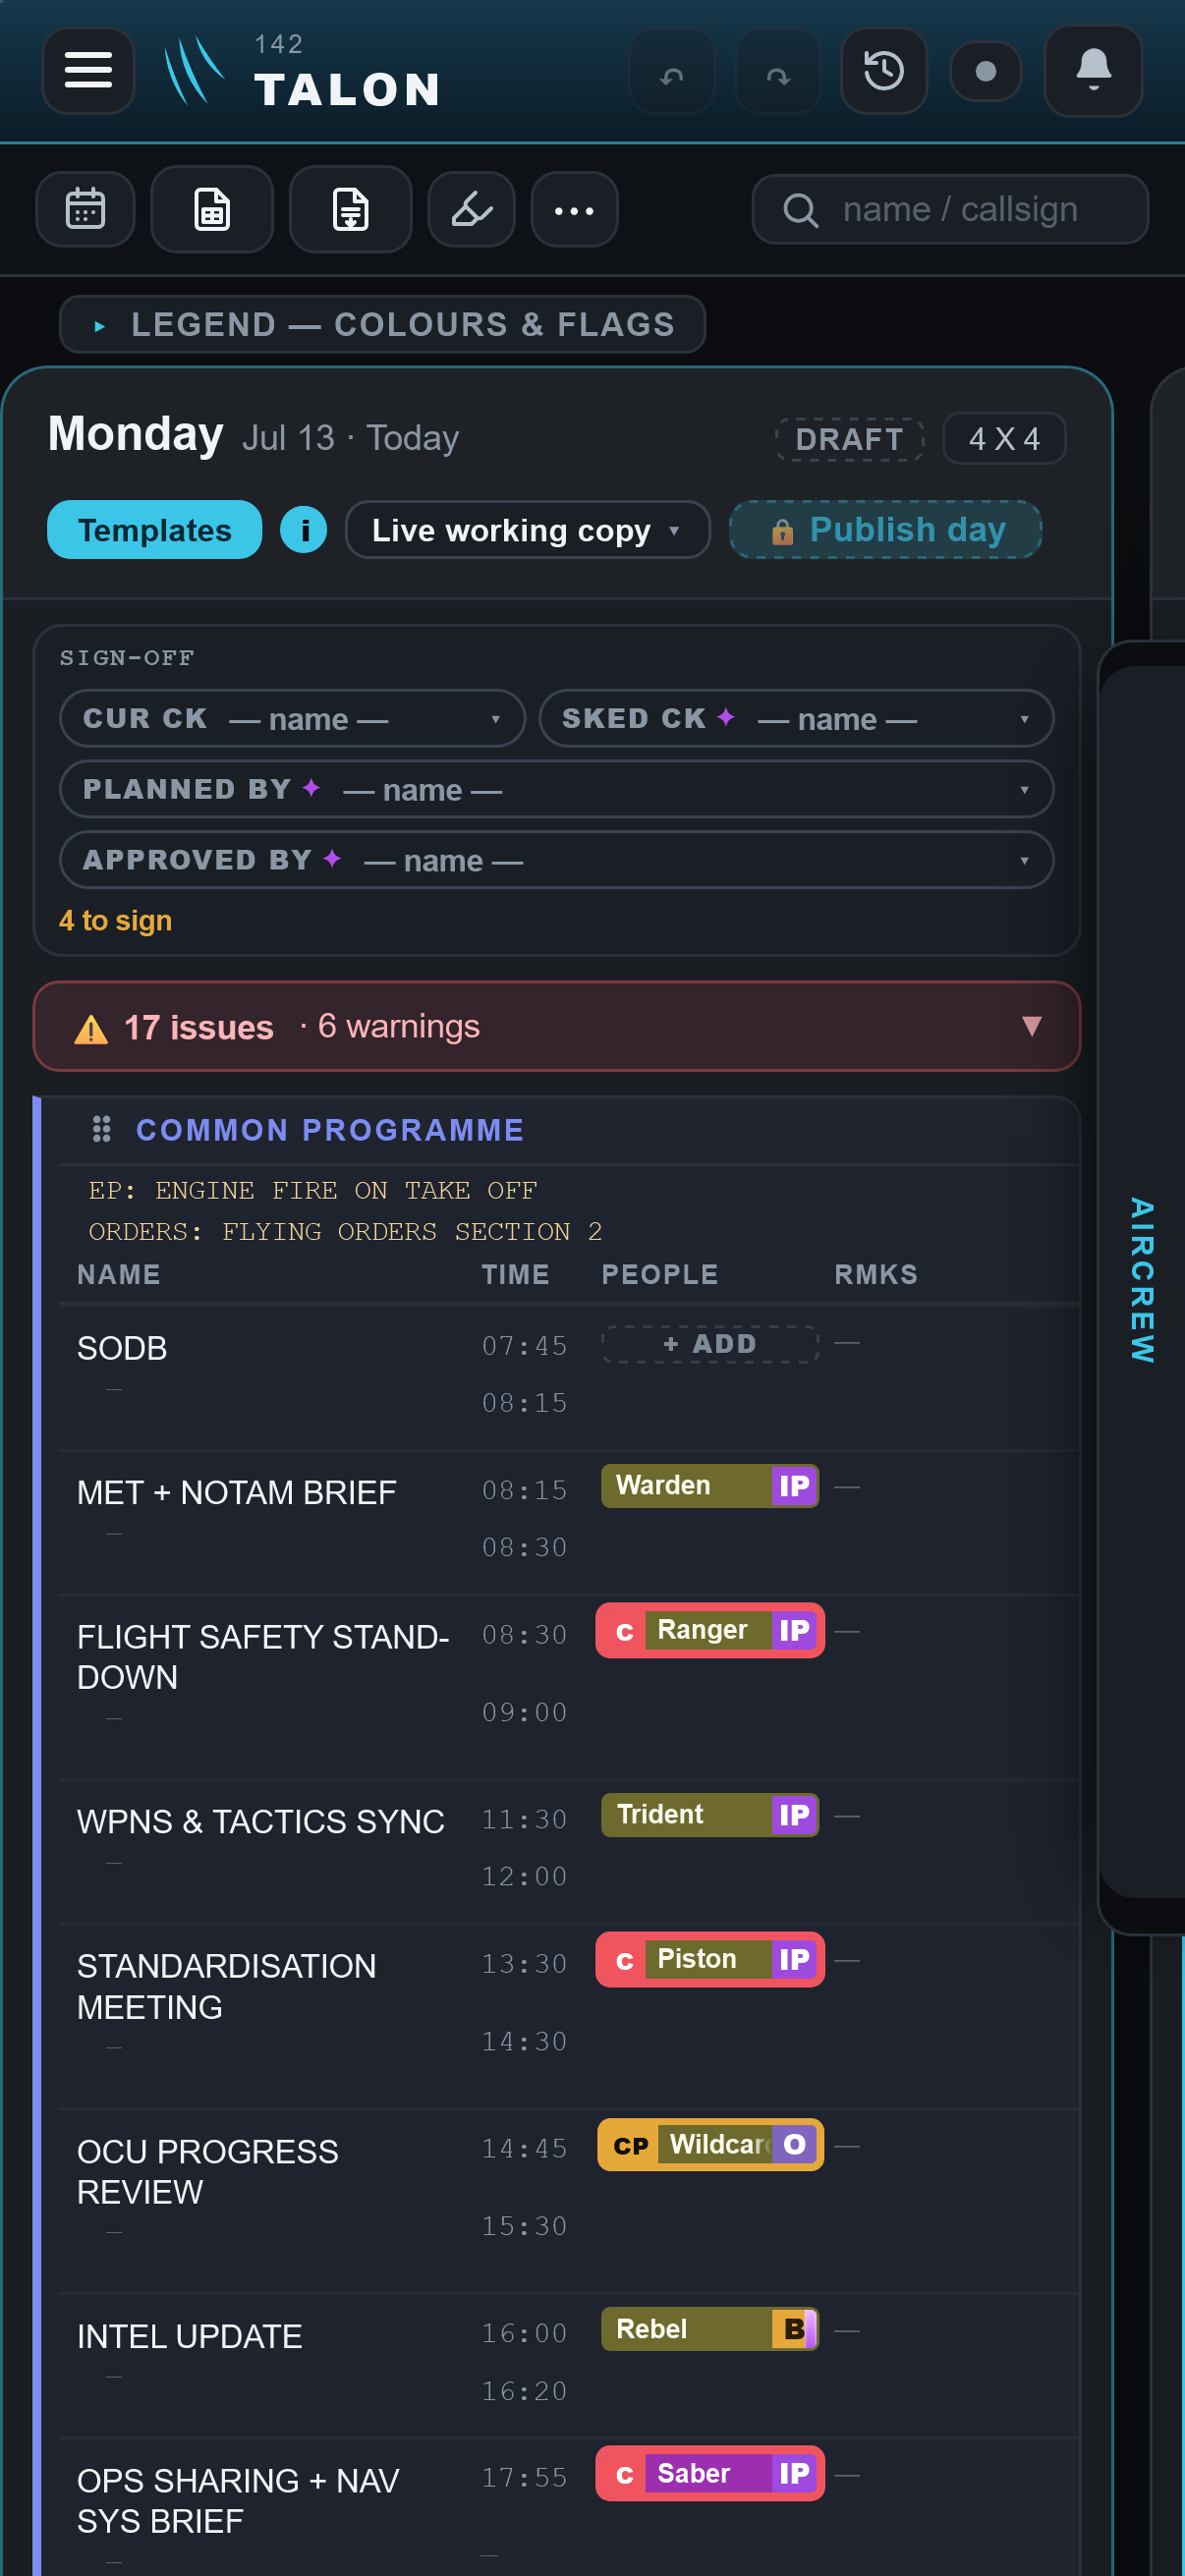 142
TALON
name / callsign
▸ LEGEND — COLOURS & FLAGS
Monday Jul 13 · Today DRAFT 4 X 4
Templates i Live working copy ▾ Publish day
SIGN-OFF
CUR CK — name — ▾ SKED CK ✦ — name — ▾
PLANNED BY ✦ — name — ▾
APPROVED BY ✦ — name — ▾
4 to sign
⚠ 17 issues · 6 warnings ▼
COMMON PROGRAMME
EP: ENGINE FIRE ON TAKE OFF
ORDERS: FLYING ORDERS SECTION 2
NAME TIME PEOPLE RMKS
SODB 07:45 + ADD —
— 08:15
MET + NOTAM BRIEF 08:15 Warden IP —
— 08:30
FLIGHT SAFETY STAND- 08:30 C Ranger IP —
DOWN
— 09:00
WPNS & TACTICS SYNC 11:30 Trident IP —
— 12:00
STANDARDISATION 13:30 C Piston IP —
MEETING
— 14:30
OCU PROGRESS 14:45 CP Wildcar O —
REVIEW
— 15:30
INTEL UPDATE 16:00 Rebel B —
— 16:20
OPS SHARING + NAV 17:55 C Saber IP —
SYS BRIEF
— —
AIRCREW